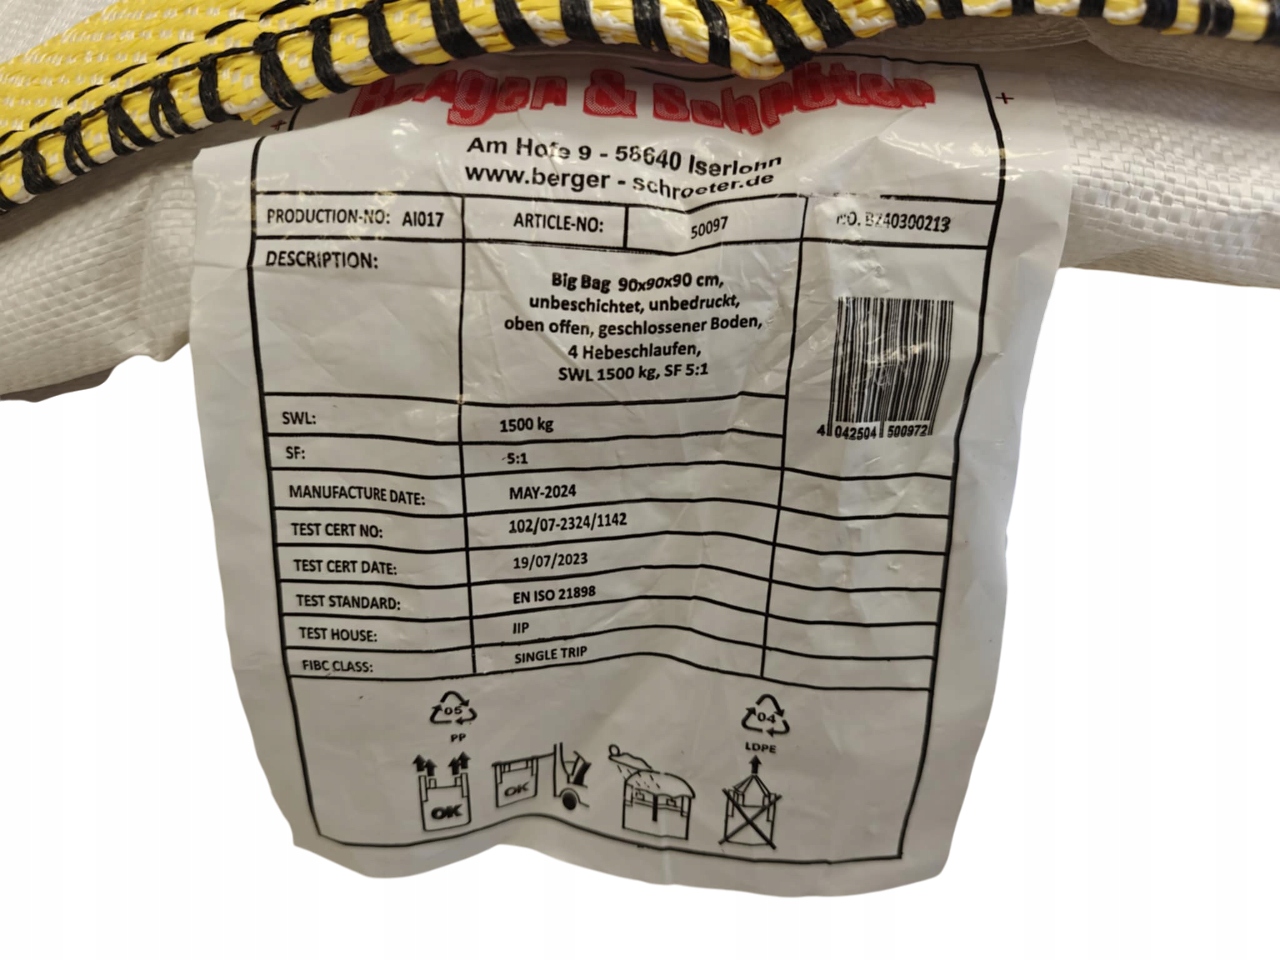 Berger & Schröter
Am Hofe 9 - 58640 Iserlohn
www.berger - schroeter.de
PRODUCTION-NO: AI017 ARTICLE-NO: 50097 NO. BZ40300213
DESCRIPTION:
Big Bag 90x90x90 cm,
unbeschichtet, unbedruckt,
oben offen, geschlossener Boden,
4 Hebeschlaufen,
SWL 1500 kg, SF 5:1
4 042504 500972
SWL: 1500 kg
SF: 5:1
MANUFACTURE DATE: MAY-2024
TEST CERT NO: 102/07-2324/1142
TEST CERT DATE: 19/07/2023
TEST STANDARD: EN ISO 21898
TEST HOUSE: IIP
FIBC CLASS: SINGLE TRIP
05 04
PP LDPE
OK OK